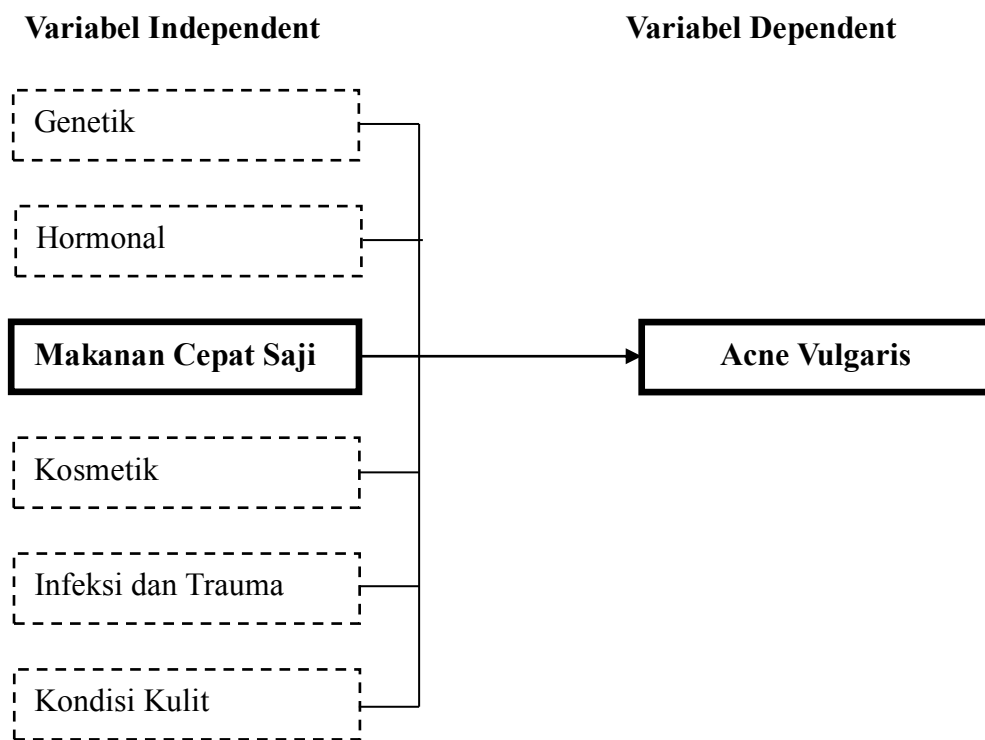 Variabel Independent
Variabel Dependent
Genetik
Hormonal
Makanan Cepat Saji
Acne Vulgaris
Kosmetik
Infeksi dan Trauma
Kondisi Kulit